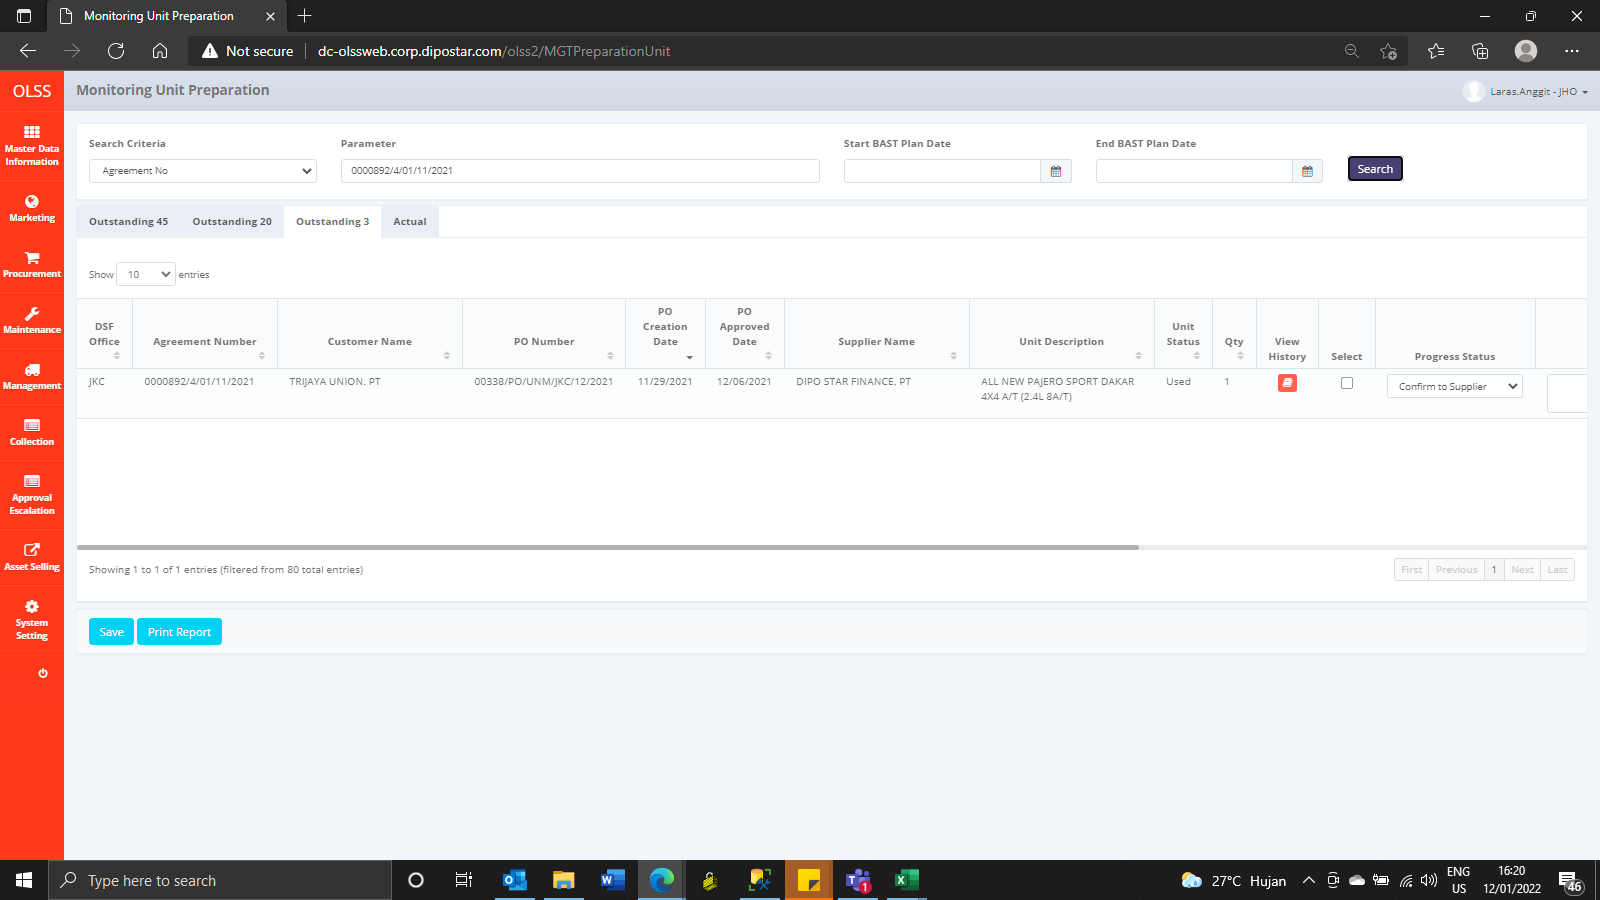 Monitoring Unit Preparation
Not secure
dc-olssweb.corp.dipostar.com/olss2/MGTPreparationUnit
OLSS
Monitoring Unit Preparation
Laras.Anggit - JHO
Master Data
Information
Marketing
Procurement
Maintenance
Management
Collection
Approval
Escalation
Asset Selling
System
Setting
Search Criteria
Parameter
Start BAST Plan Date
End BAST Plan Date
Agreement No
0000892/4/01/11/2021
Search
Outstanding 45
Outstanding 20
Outstanding 3
Actual
Show 10 entries
DSF
Office
Agreement Number
Customer Name
PO Number
PO
Creation
Date
PO
Approved
Date
Supplier Name
Unit Description
Unit
Status
Qty
View
History
Select
Progress Status
JKC
0000892/4/01/11/2021
TRIJAYA UNION. PT
00338/PO/UNM/JKC/12/2021
11/29/2021
12/06/2021
DIPO STAR FINANCE, PT
ALL NEW PAJERO SPORT DAKAR
4X4 A/T (2.4L 8A/T)
Used
1
Confirm to Supplier
Showing 1 to 1 of 1 entries (filtered from 80 total entries)
First
Previous
1
Next
Last
Save
Print Report
Type here to search
1
27°C Hujan
ENG
US
16:20
12/01/2022
46